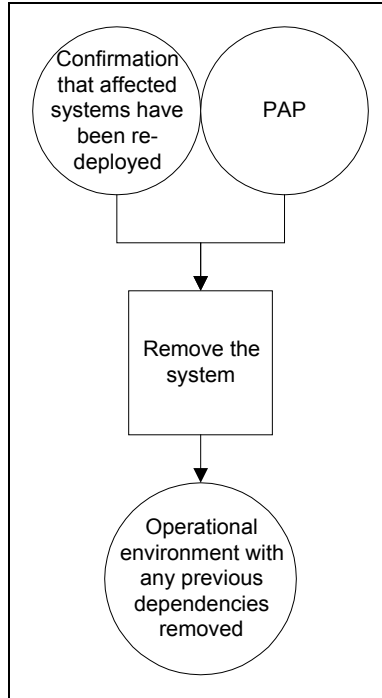 Confirmation
that affected
systems have
been re-
deployed
PAP
Remove the
system
Operational
environment with
any previous
dependencies
removed